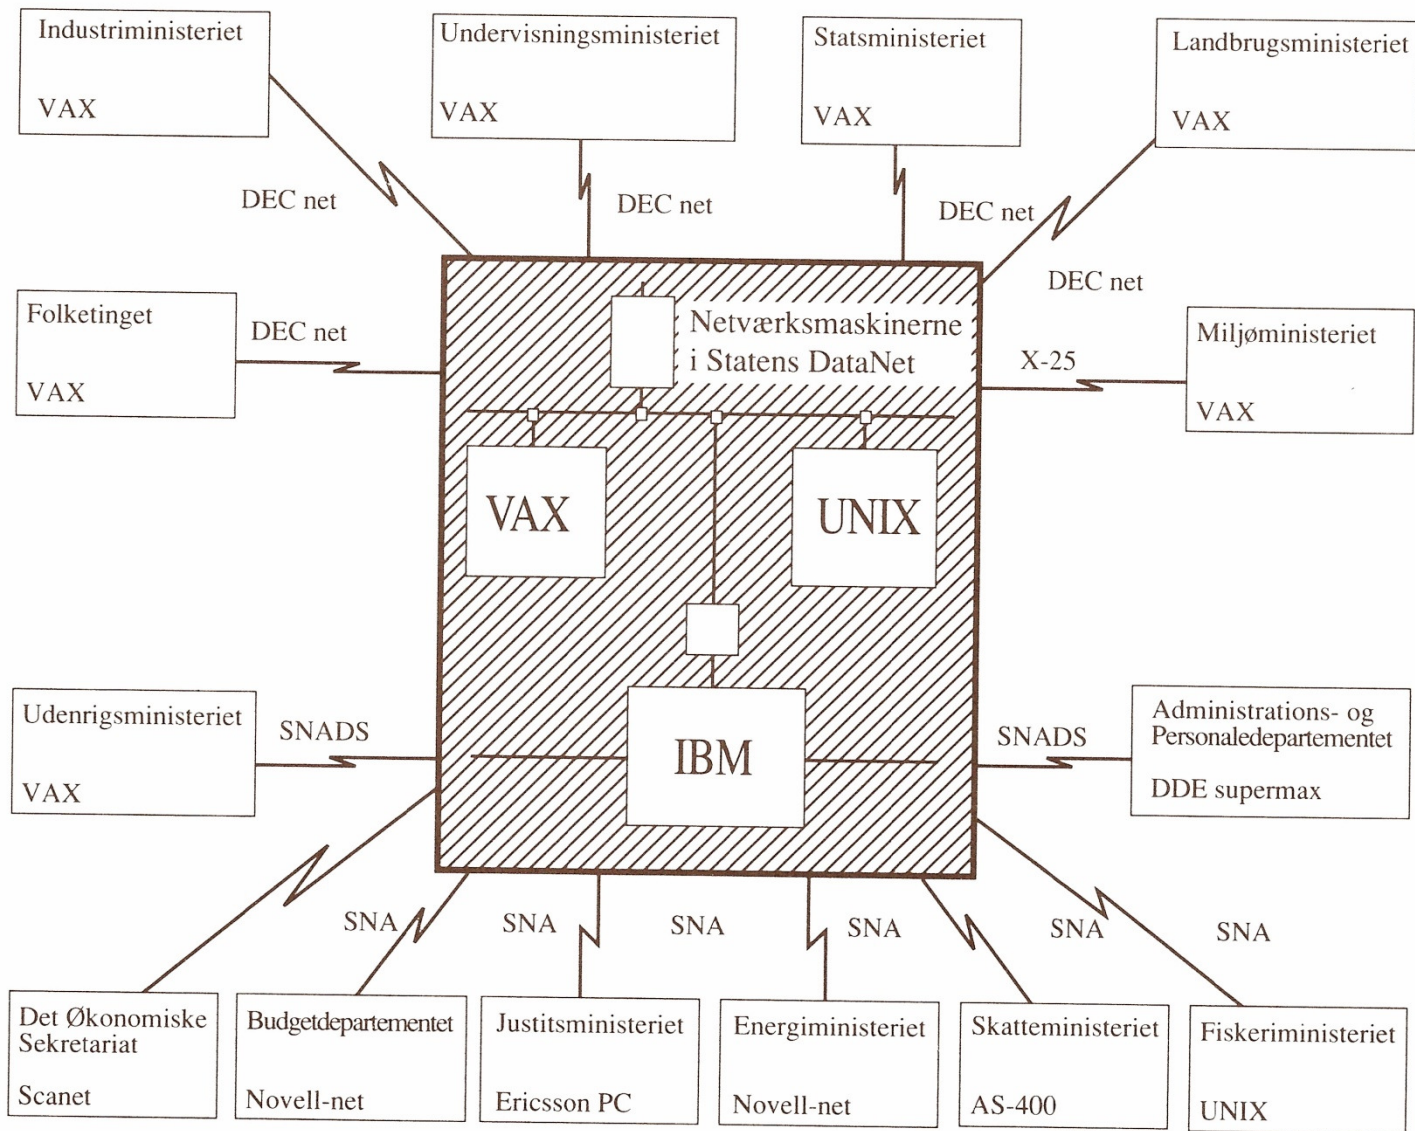 Industriministeriet
VAX
Undervisningsministeriet
VAX
Statsministeriet
VAX
Landbrugsministeriet
VAX
DEC net
DEC net
DEC net
DEC net
Folketinget
VAX
DEC net
Netværksmaskinerne
i Statens DataNet
X-25
Miljøministeriet
VAX
VAX
UNIX
IBM
Udenrigsministeriet
VAX
SNADS
SNADS
Administrations- og
Personaledepartementet
DDE supermax
SNA
SNA
SNA
SNA
SNA
SNA
Det Økonomiske
Sekretariat
Scanet
Budgetdepartementet
Novell-net
Justitsministeriet
Ericsson PC
Energiministeriet
Novell-net
Skatteministeriet
AS-400
Fiskeriministeriet
UNIX